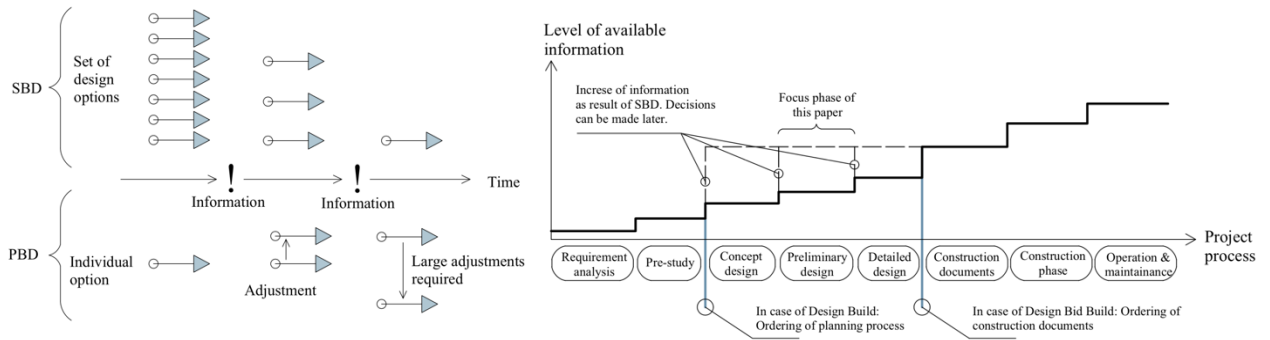 SBD
Set of
design
options
!
!
Information
Information
Time
PBD
Individual
option
Adjustment
Large adjustments
required
Level of available
information
Increse of information
as result of SBD. Decisions
can be made later.
Focus phase of
this paper
Project
process
Requirement
analysis
Pre-study
Concept
design
Preliminary
design
Detailed
design
Construction
documents
Construction
phase
Operation &
maintainance
In case of Design Build:
Ordering of planning process
In case of Design Bid Build: Ordering of
construction documents